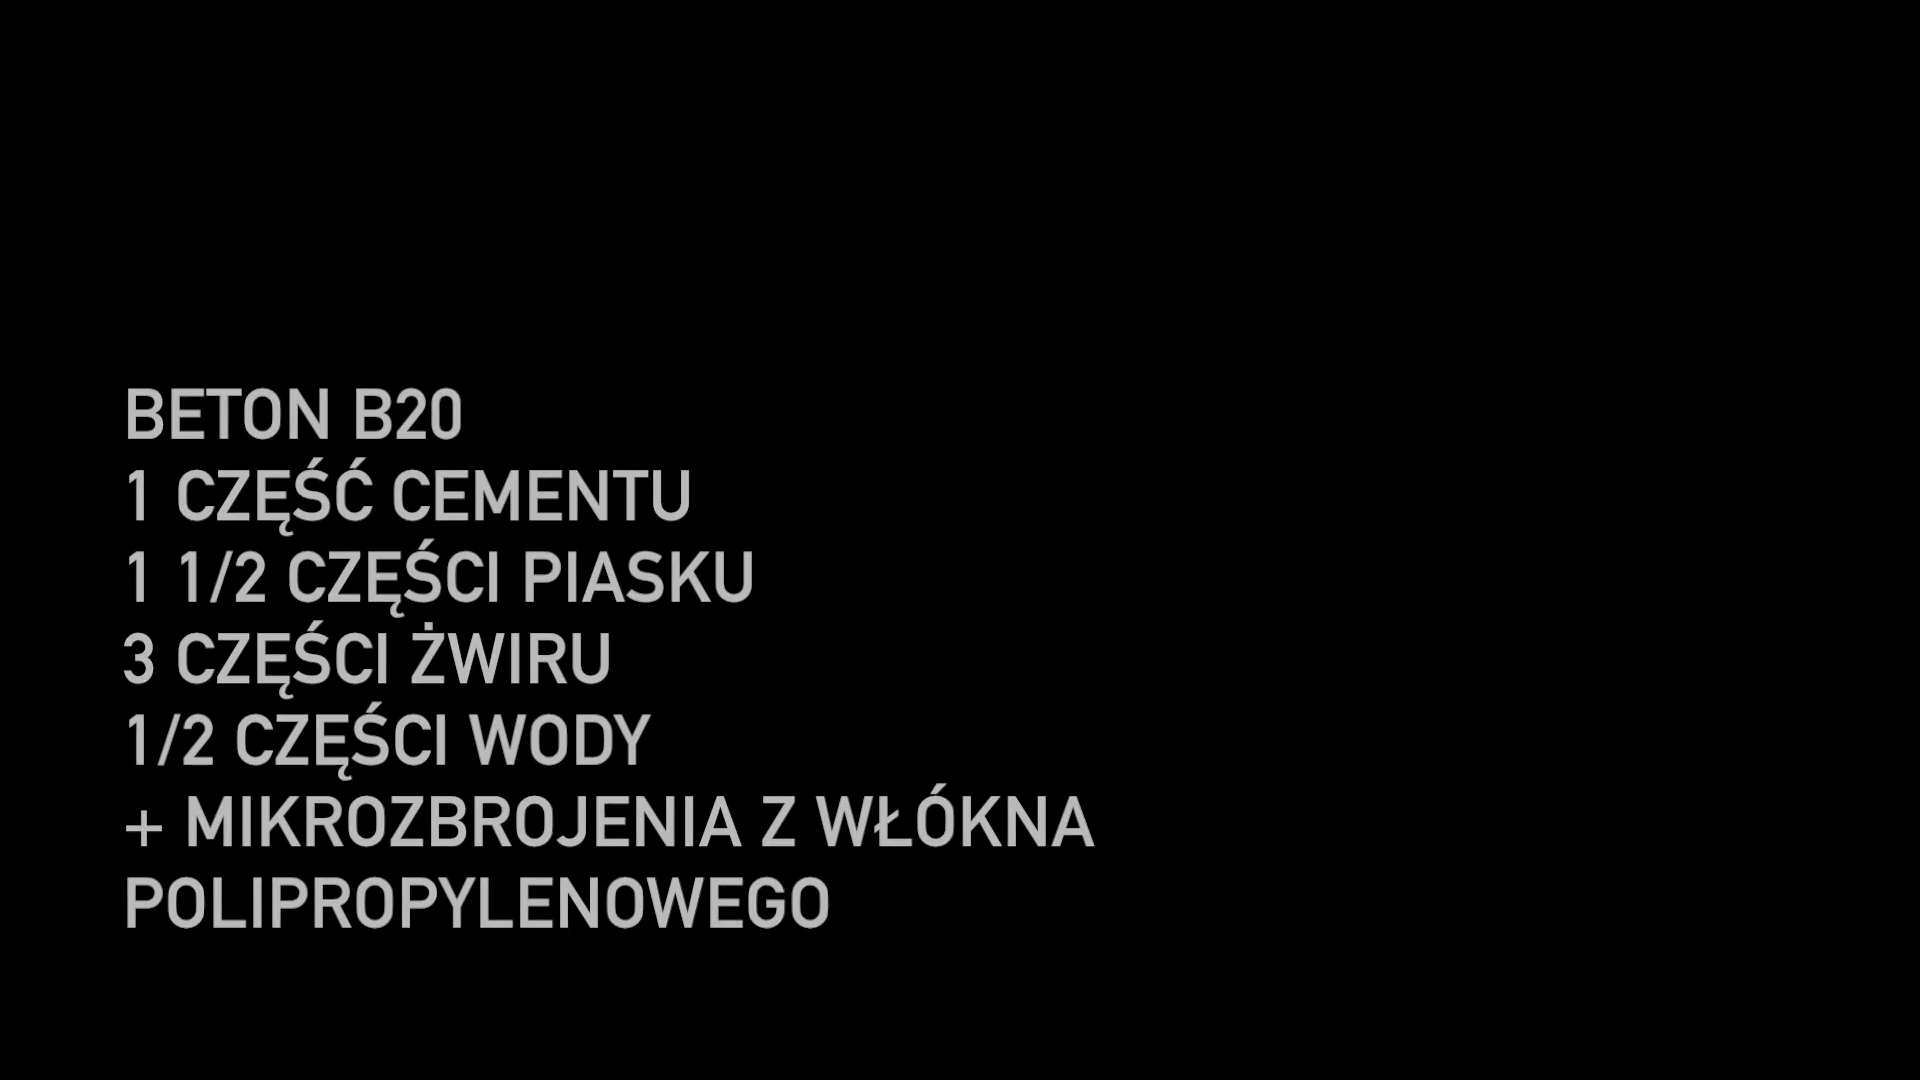 BETON B20
1 CZĘŚĆ CEMENTU
1 1/2 CZĘŚCI PIASKU
3 CZĘŚCI ŻWIRU
1/2 CZĘŚCI WODY
+ MIKROZBROJENIA Z WŁÓKNA
POLIPROPYLENOWEGO